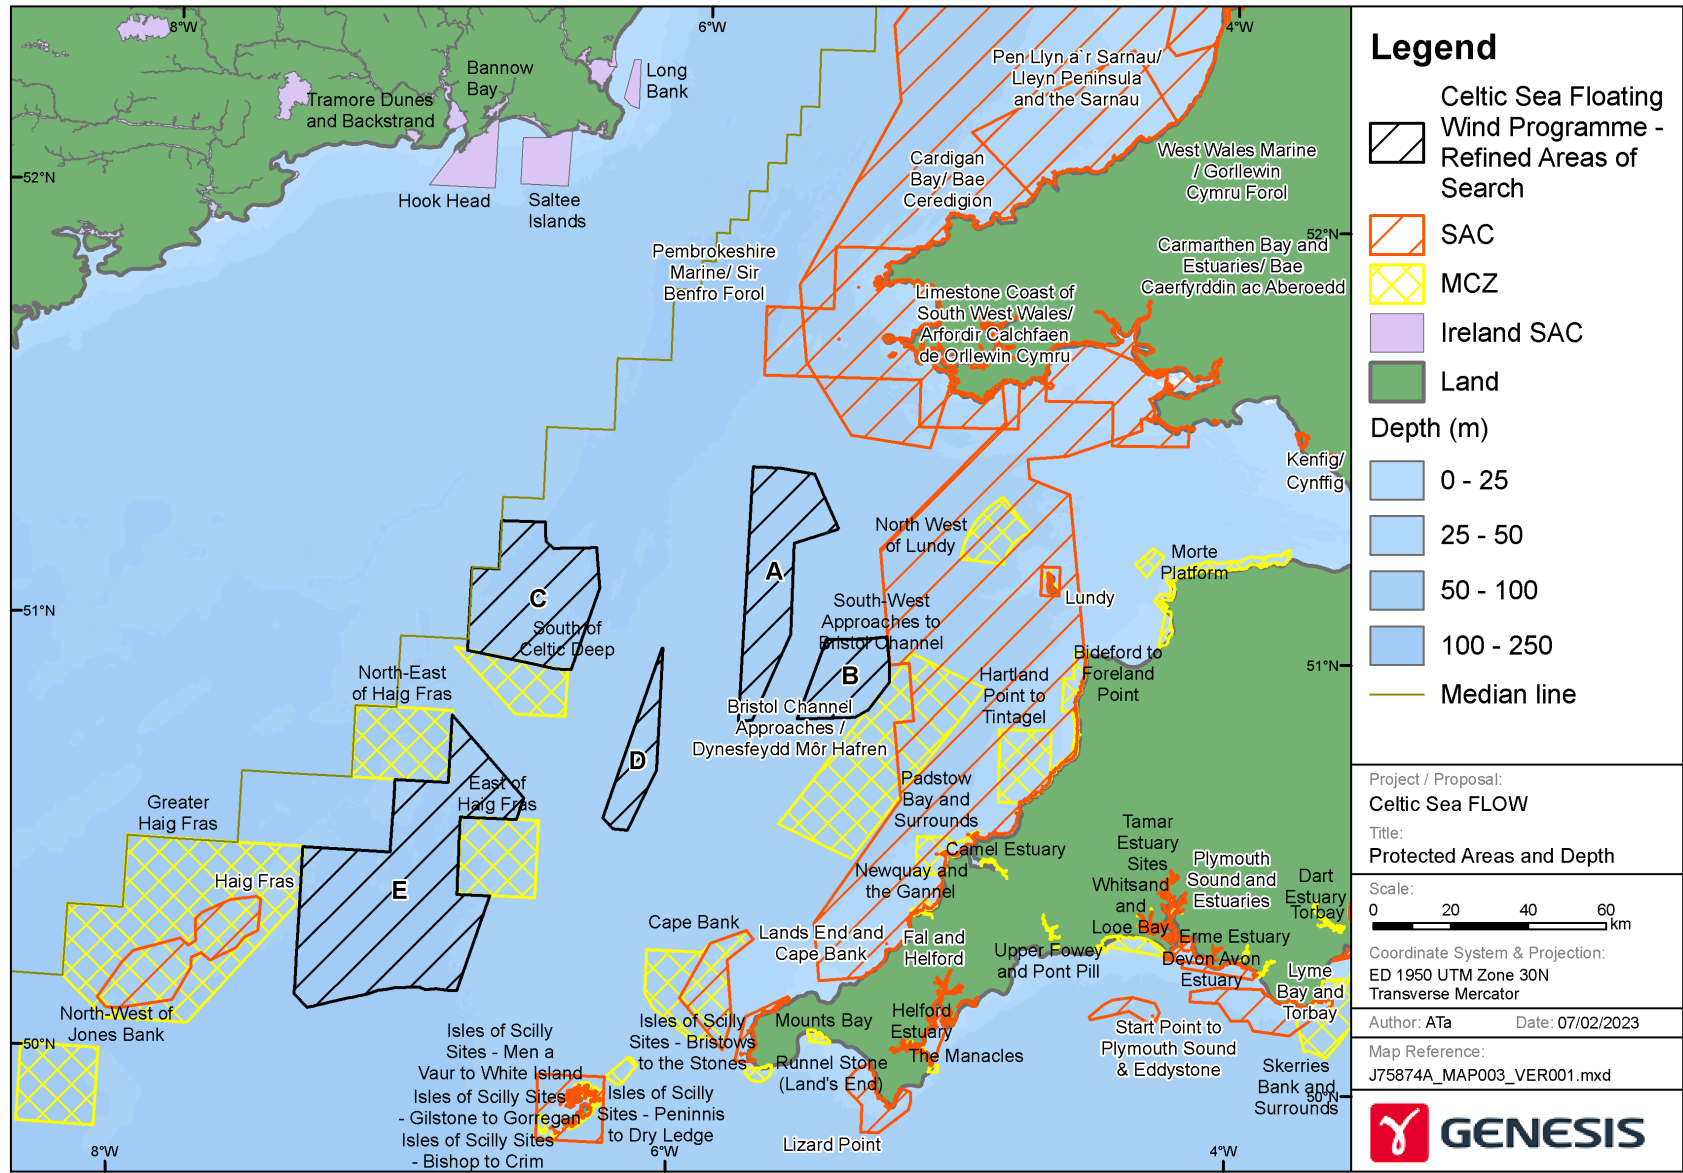 8°W
6°W
4°W
Bannow
Bay
Long
Bank
Tramore Dunes
and Backstrand
Pen Llyn a`r Sarnau/
Lleyn Peninsula
and the Sarnau
52°N
Hook Head
Saltee
Islands
Cardigan
Bay/ Bae
Ceredigion
West Wales Marine
/ Gorllewin
Cymru Forol
52°N
Pembrokeshire
Marine/ Sir
Benfro Forol
Carmarthen Bay and
Estuaries/ Bae
Caerfyrddin ac Aberoedd
Limestone Coast of
South West Wales/
Arfordir Calchfaen
de Orllewin Cymru
Kenfig/
Cynffig
North West
of Lundy
Morte
Platform
A
C
Lundy
51°N
South-West
Approaches to
Bristol Channel
South of
Celtic Deep
Bideford to
Foreland
Point
51°N
North-East
of Haig Fras
B
Hartland
Point to
Tintagel
Bristol Channel
Approaches /
Dynesfeydd Môr Hafren
D
East of
Haig Fras
Padstow
Bay and
Surrounds
Greater
Haig Fras
Tamar
Estuary
Sites
Camel Estuary
Haig Fras
E
Newquay and
the Gannel
Whitsand
and
Looe Bay
Plymouth
Sound and
Estuaries
Dart
Estuary
Torbay
Cape Bank
Lands End and
Cape Bank
Fal and
Helford
Upper Fowey
and Pont Pill
Erme Estuary
Devon Avon
Estuary
Lyme
Bay and
Torbay
North-West of
Jones Bank
Isles of Scilly
Sites - Men a
Vaur to White Island
Isles of Scilly
Sites - Bristows
to the Stones
Mounts Bay
Helford
Estuary
Start Point to
Plymouth Sound
& Eddystone
50°N
Runnel Stone
(Land's End)
The Manacles
Skerries
Bank and
Surrounds
50°N
Isles of Scilly Sites
- Gilstone to Gorregan
Isles of Scilly
Sites - Peninnis
to Dry Ledge
Isles of Scilly Sites
- Bishop to Crim
Lizard Point
8°W
6°W
4°W
Legend
Celtic Sea Floating
Wind Programme -
Refined Areas of
Search
SAC
MCZ
Ireland SAC
Land
Depth (m)
0 - 25
25 - 50
50 - 100
100 - 250
Median line
Project / Proposal:
Celtic Sea FLOW
Title:
Protected Areas and Depth
Scale:
0 20 40 60
km
Coordinate System & Projection:
ED 1950 UTM Zone 30N
Transverse Mercator
Author: ATa Date: 07/02/2023
Map Reference:
J75874A_MAP003_VER001.mxd
GENESIS